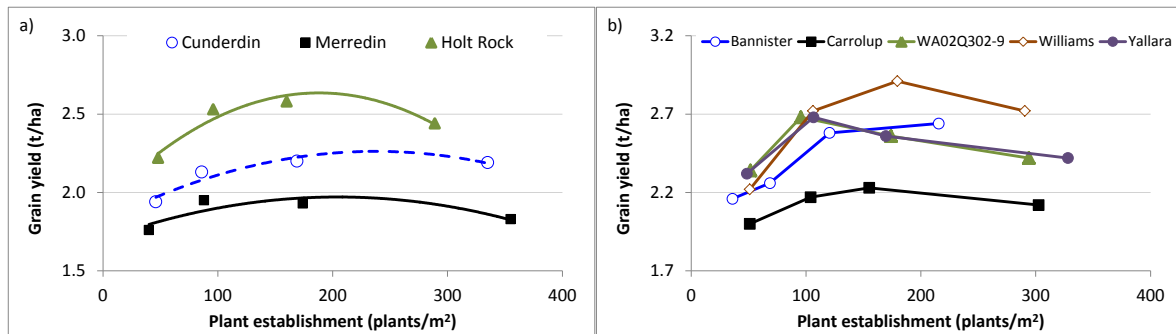 a)
Cunderdin Merredin Holt Rock
3.0
2.5
2.0
1.5
Grain yield (t/ha)
0 100 200 300 400
Plant establishment (plants/m²)
b)
Bannister Carrolup WA02Q302-9 Williams Yallara
3.2
2.7
2.2
1.7
Grain yield (t/ha)
0 100 200 300 400
Plant establishment (plants/m²)